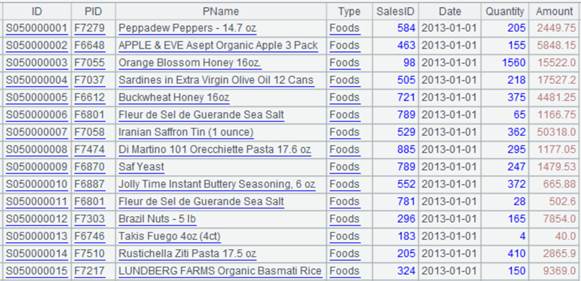 ID PID PName Type SalesID Date Quantity Amount
S050000001 F7279 Peppadew Peppers - 14.7 oz Foods 584 2013-01-01 205 2449.75
S050000002 F6648 APPLE & EVE Asept Organic Apple 3 Pack Foods 463 2013-01-01 155 5848.15
S050000003 F7055 Orange Blossom Honey 16oz. Foods 98 2013-01-01 1560 15522.0
S050000004 F7037 Sardines in Extra Virgin Olive Oil 12 Cans Foods 505 2013-01-01 218 17527.2
S050000005 F6612 Buckwheat Honey 16oz Foods 721 2013-01-01 375 4481.25
S050000006 F6801 Fleur de Sel de Guerande Sea Salt Foods 789 2013-01-01 65 1166.75
S050000007 F7058 Iranian Saffron Tin (1 ounce) Foods 529 2013-01-01 362 50318.0
S050000008 F7474 Di Martino 101 Orecchiette Pasta 17.6 oz Foods 885 2013-01-01 295 1177.05
S050000009 F6870 Saf Yeast Foods 789 2013-01-01 247 1479.53
S050000010 F6887 Jolly Time Instant Buttery Seasoning, 6 oz Foods 552 2013-01-01 372 665.88
S050000011 F6801 Fleur de Sel de Guerande Sea Salt Foods 781 2013-01-01 28 502.6
S050000012 F7303 Brazil Nuts - 5 lb Foods 296 2013-01-01 165 7854.0
S050000013 F6746 Takis Fuego 4oz (4ct) Foods 183 2013-01-01 4 40.0
S050000014 F7510 Rustichella Ziti Pasta 17.5 oz Foods 205 2013-01-01 410 2865.9
S050000015 F7217 LUNDBERG FARMS Organic Basmati Rice Foods 324 2013-01-01 150 9369.0